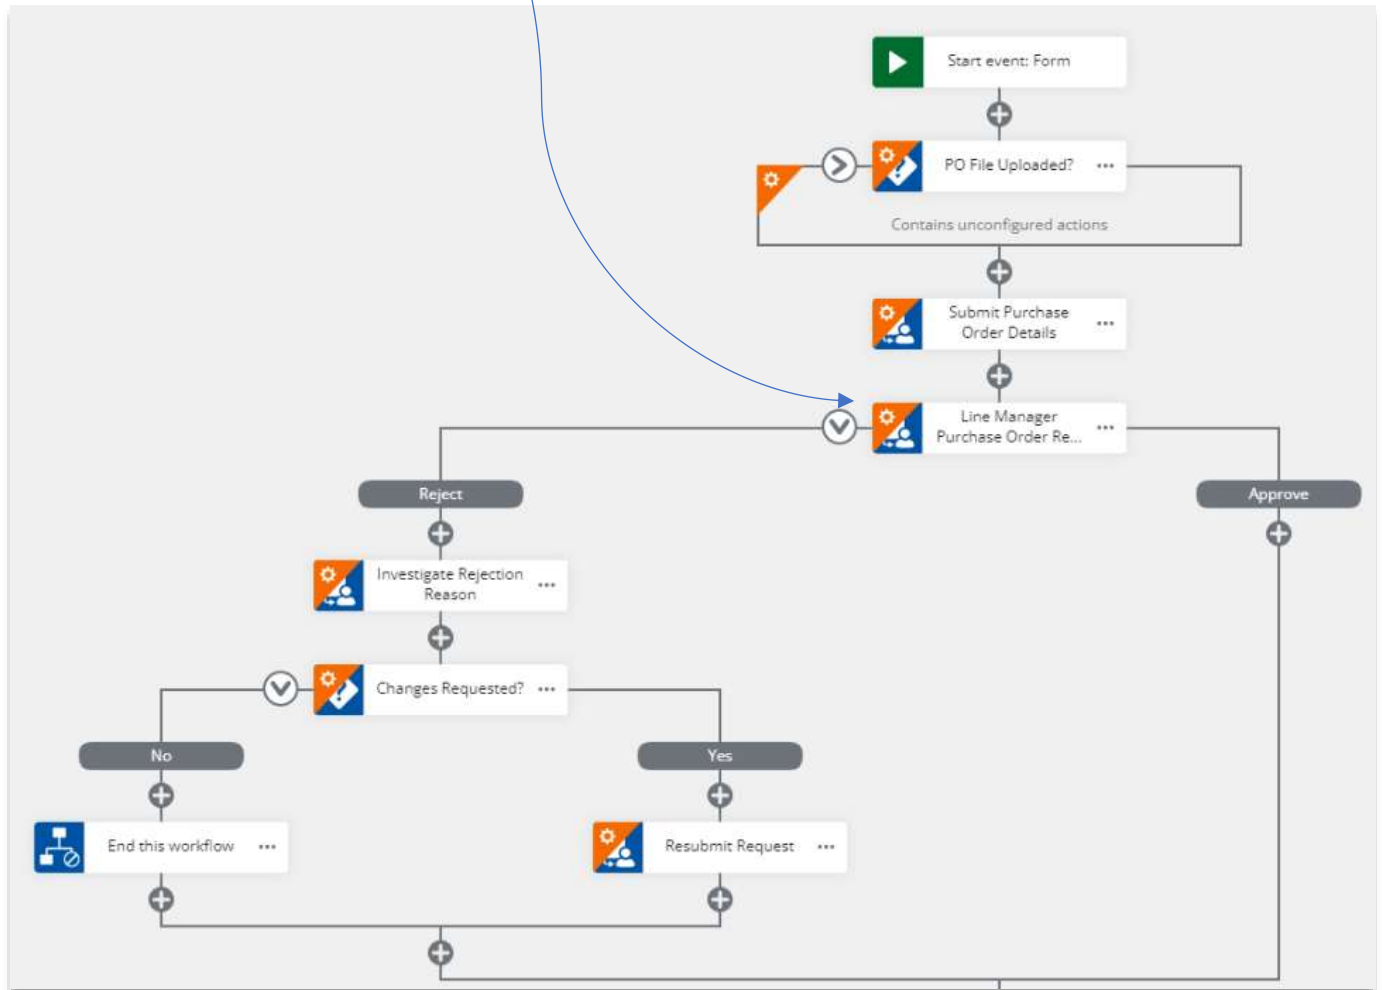 Start event: Form
PO File Uploaded?
Contains unconfigured actions
Submit Purchase
Order Details
Line Manager
Purchase Order Re...
Reject
Approve
Investigate Rejection
Reason
Changes Requested?
No
Yes
End this workflow
Resubmit Request